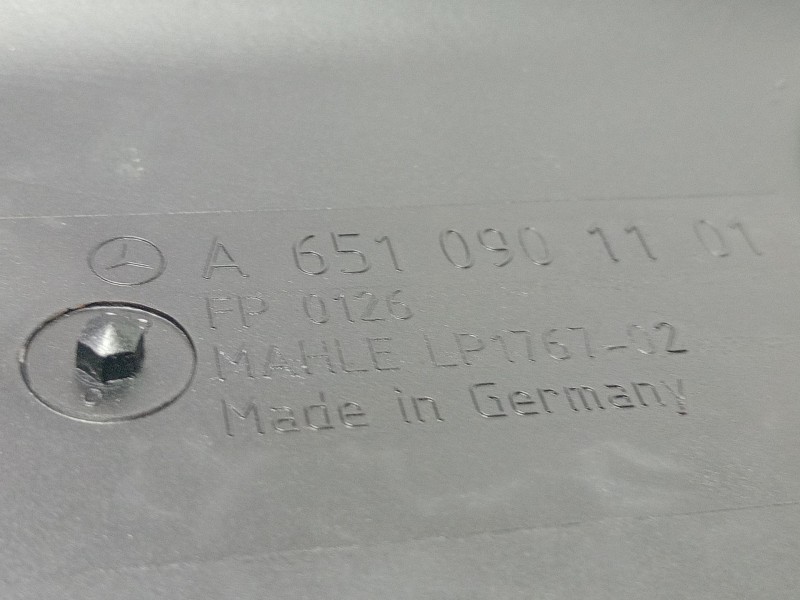 A 651 090 11 01
FP 0126
MAHLE LP1767-02
Made in Germany